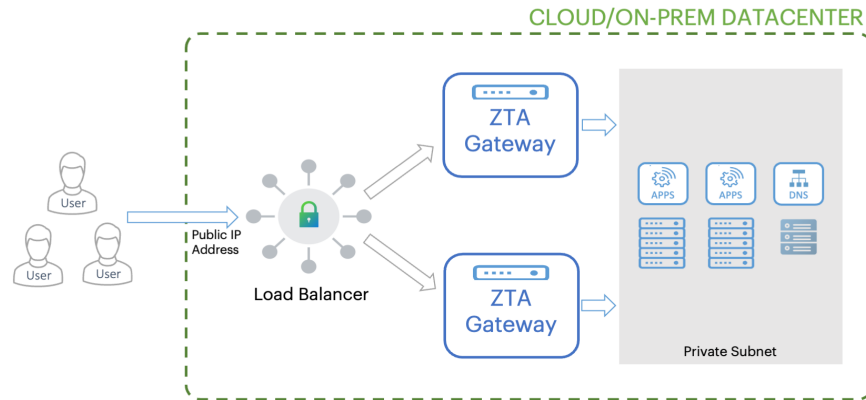 CLOUD/ON-PREM DATACENTER
ZTA
Gateway
User
User
User
Public IP
Address
Load Balancer
APPS
APPS
DNS
ZTA
Gateway
Private Subnet